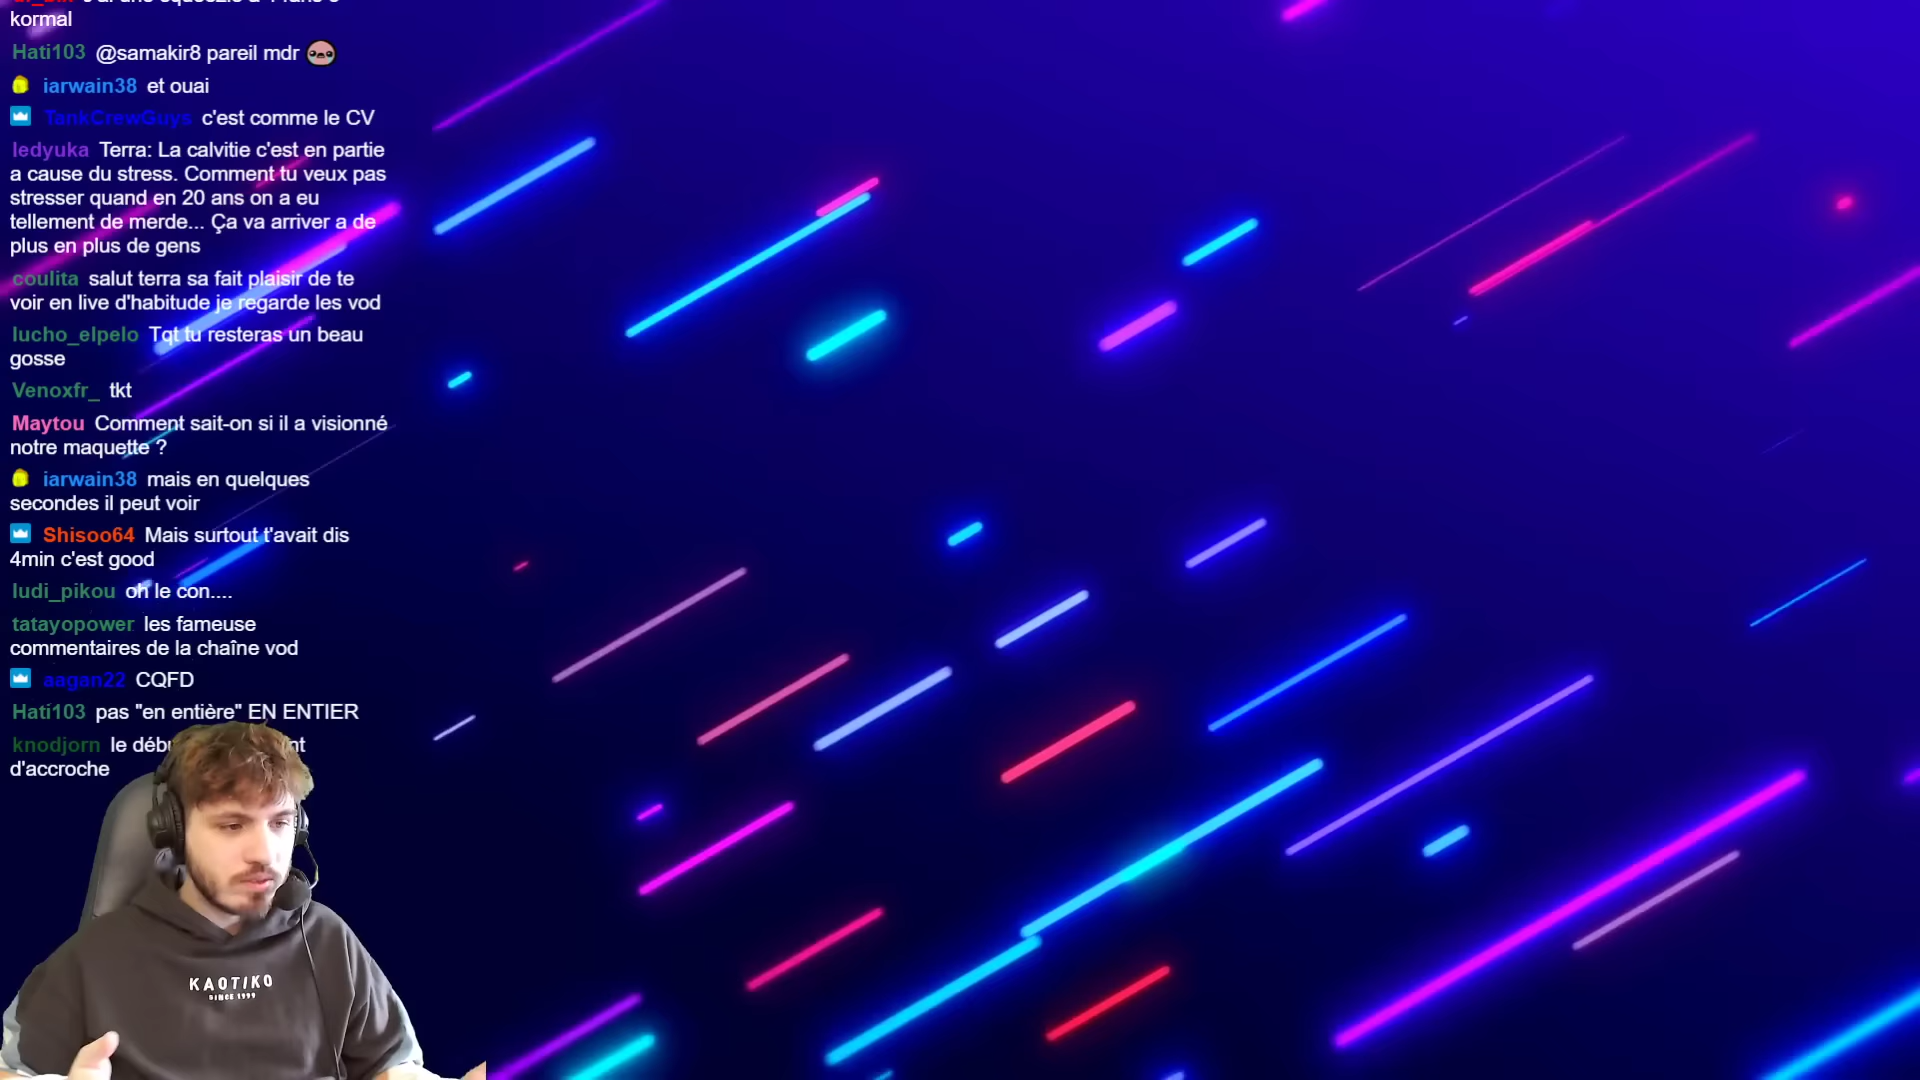 kormal
Hati103 @samakir8 pareil mdr
iarwain38 et ouai
TankCrewGuys c'est comme le CV
ledyuka Terra: La calvitie c'est en partie
a cause du stress. Comment tu veux pas
stresser quand en 20 ans on a eu
tellement de merde... Ça va arriver a de
plus en plus de gens
coulita salut terra sa fait plaisir de te
voir en live d'habitude je regarde les vod
lucho_elpelo Tqt tu resteras un beau
gosse
Venoxfr_ tkt
Maytou Comment sait-on si il a visionné
notre maquette ?
iarwain38 mais en quelques
secondes il peut voir
Shisoo64 Mais surtout t'avait dis
4min c'est good
ludi_pikou oh le con....
tatayopower les fameuse
commentaires de la chaîne vod
aagan22 CQFD
Hati103 pas "en entière" EN ENTIER
knodjorn le
d'accroche
KAOTIKO
SINCE 1999